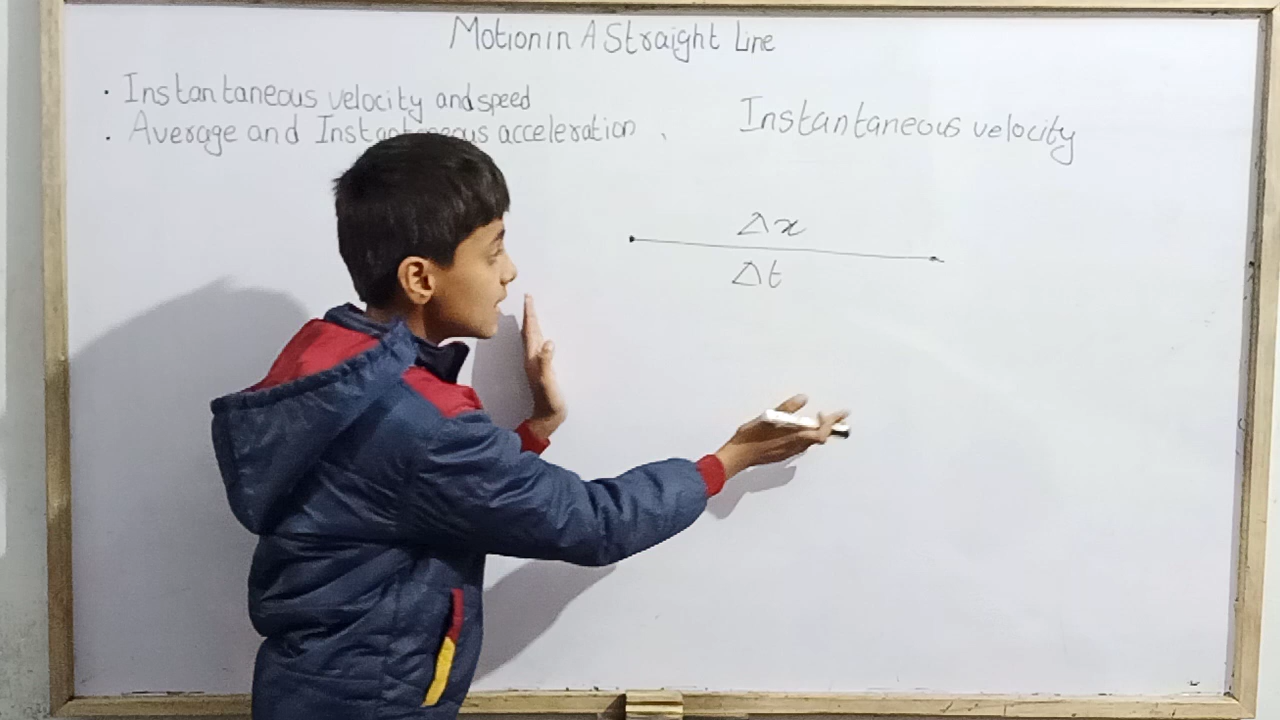 Motion in A Straight Line
· Instantaneous velocity and speed
· Average and Instantaneous acceleration
Instantaneous velocity
Δx
Δt